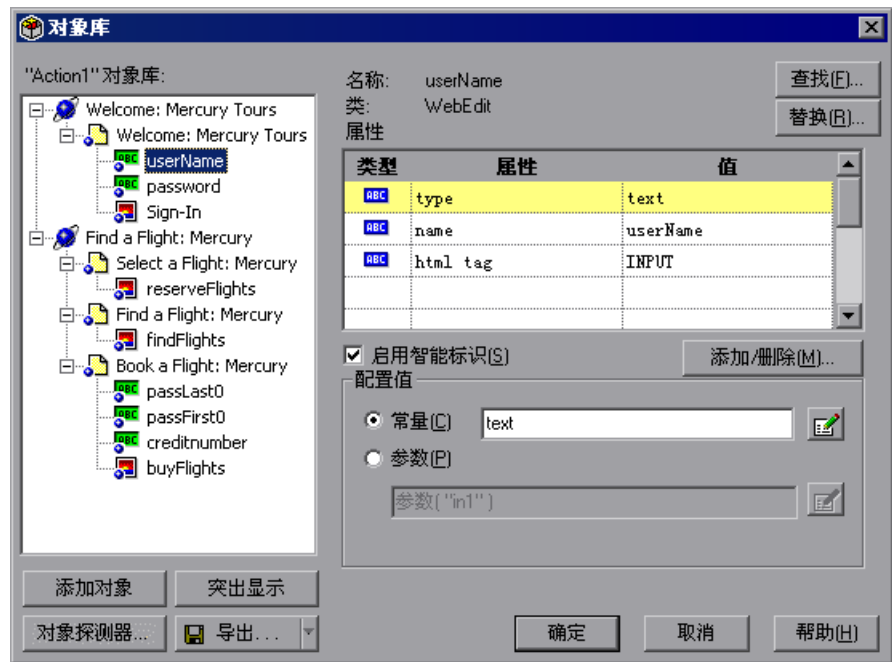 对象库
"Action1"对象库:
Welcome: Mercury Tours
Welcome: Mercury Tours
ABC userName
ABC password
Sign-In
Find a Flight: Mercury
Select a Flight: Mercury
reserveFlights
Find a Flight: Mercury
findFlights
Book a Flight: Mercury
ABC passLast0
ABC passFirst0
ABC creditnumber
buyFlights
添加对象 突出显示
对象探测器... 导出...
名称: userName
类: WebEdit
属性
查找(F)...
替换(R)...
类型 属性 值
ABC type text
ABC name userName
ABC html tag INPUT
启用智能标识(S) 添加/删除(M)...
配置值
常量(C) text
参数(P)
参数("in1")
确定 取消 帮助(H)